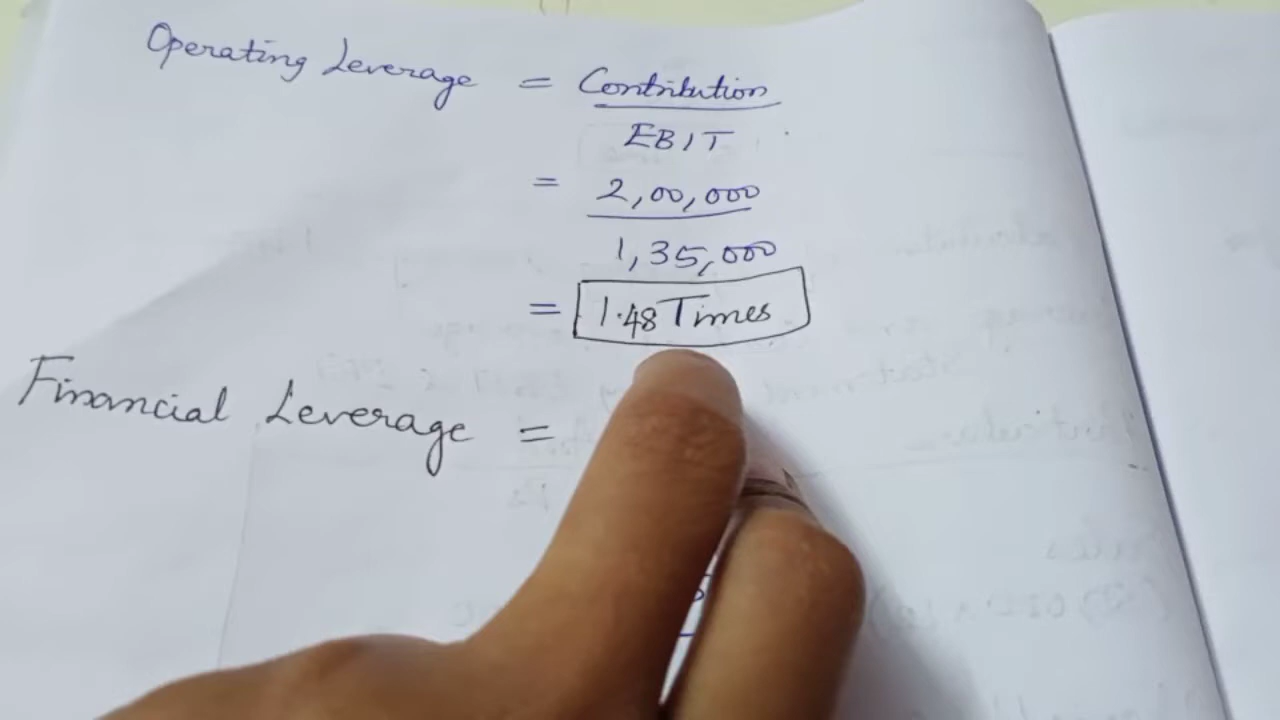 Operating Leverage = Contribution
EBIT
= 2,00,000
1,35,000
= 1.48 Times
Financial Leverage =